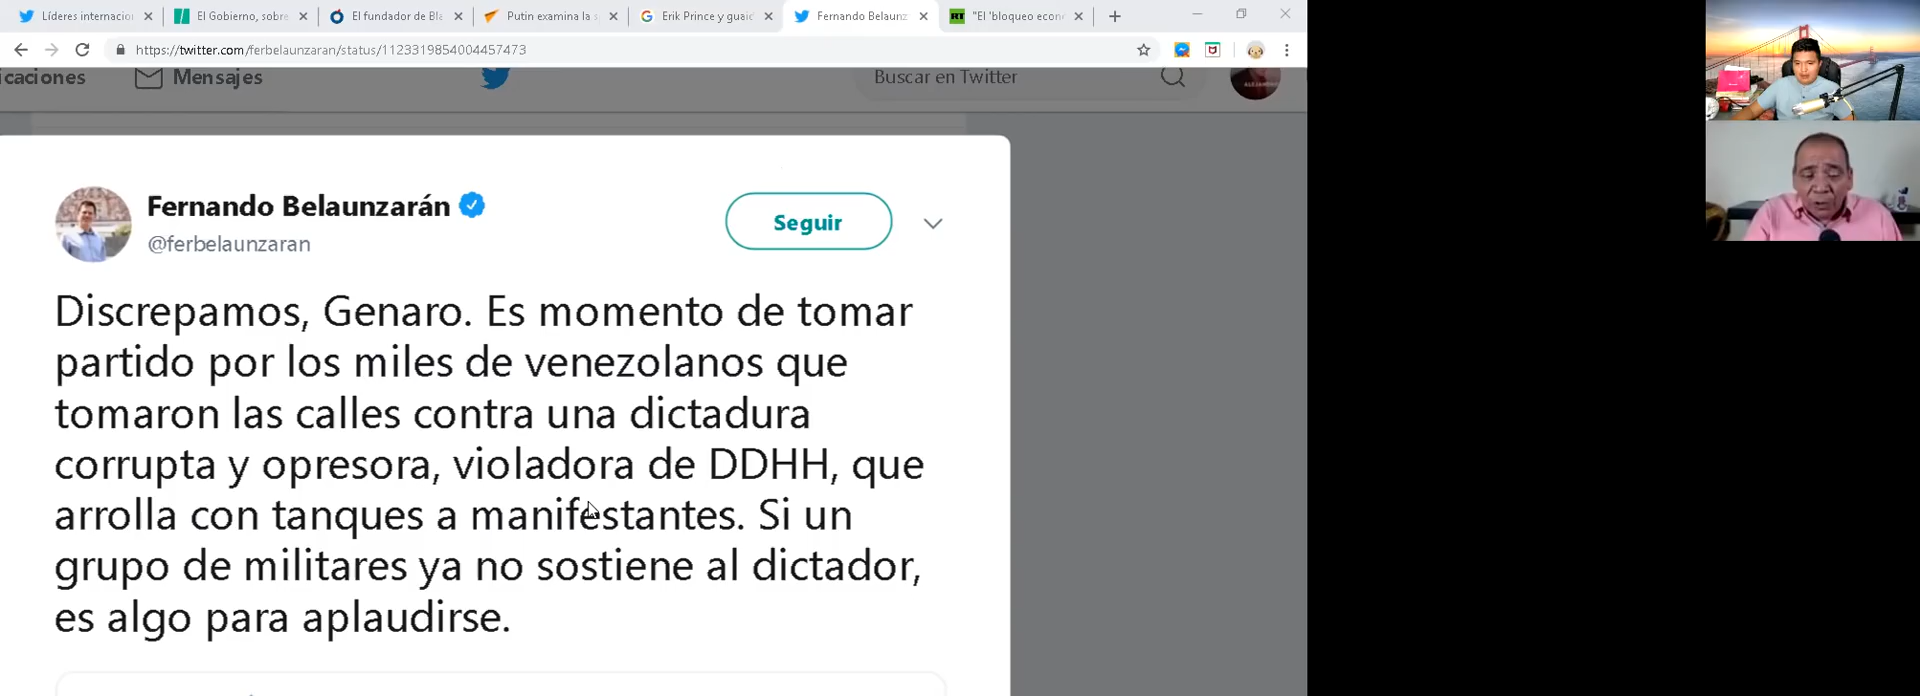 Líderes internacio
El Gobierno, sobre
El fundador de Bla
Putin examina la s
Erik Prince y guaid
Fernando Belaunz
RT "El 'bloqueo econ
https://twitter.com/ferbelaunzaran/status/1123319854004457473
icaciones
Mensajes
Buscar en Twitter
Fernando Belaunzarán
@ferbelaunzaran
Seguir
Discrepamos, Genaro. Es momento de tomar
partido por los miles de venezolanos que
tomaron las calles contra una dictadura
corrupta y opresora, violadora de DDHH, que
arrolla con tanques a manifestantes. Si un
grupo de militares ya no sostiene al dictador,
es algo para aplaudirse.